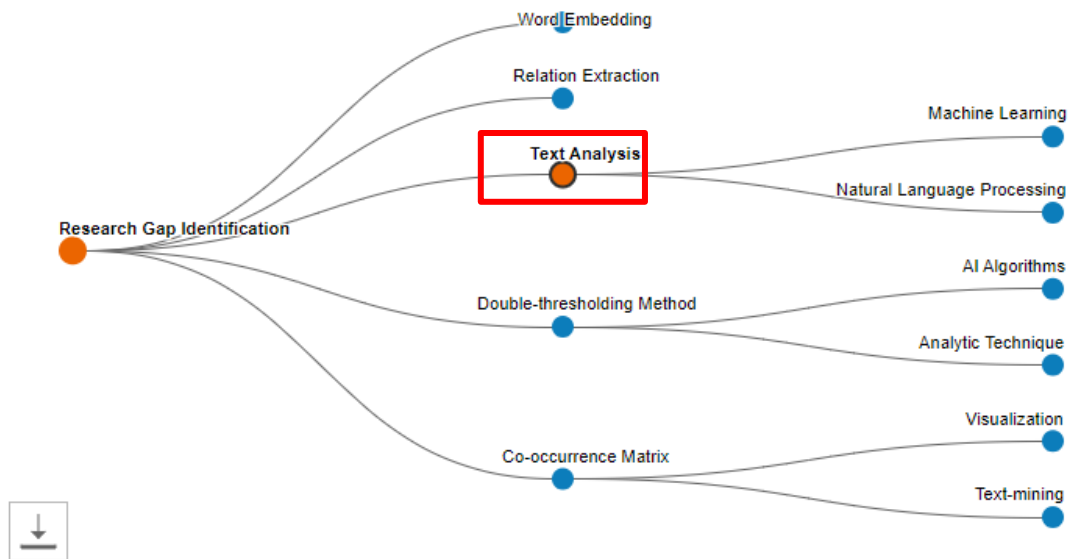 Word Embedding
Relation Extraction
Machine Learning
Text Analysis
Natural Language Processing
Research Gap Identification
AI Algorithms
Double-thresholding Method
Analytic Technique
Visualization
Co-occurrence Matrix
Text-mining